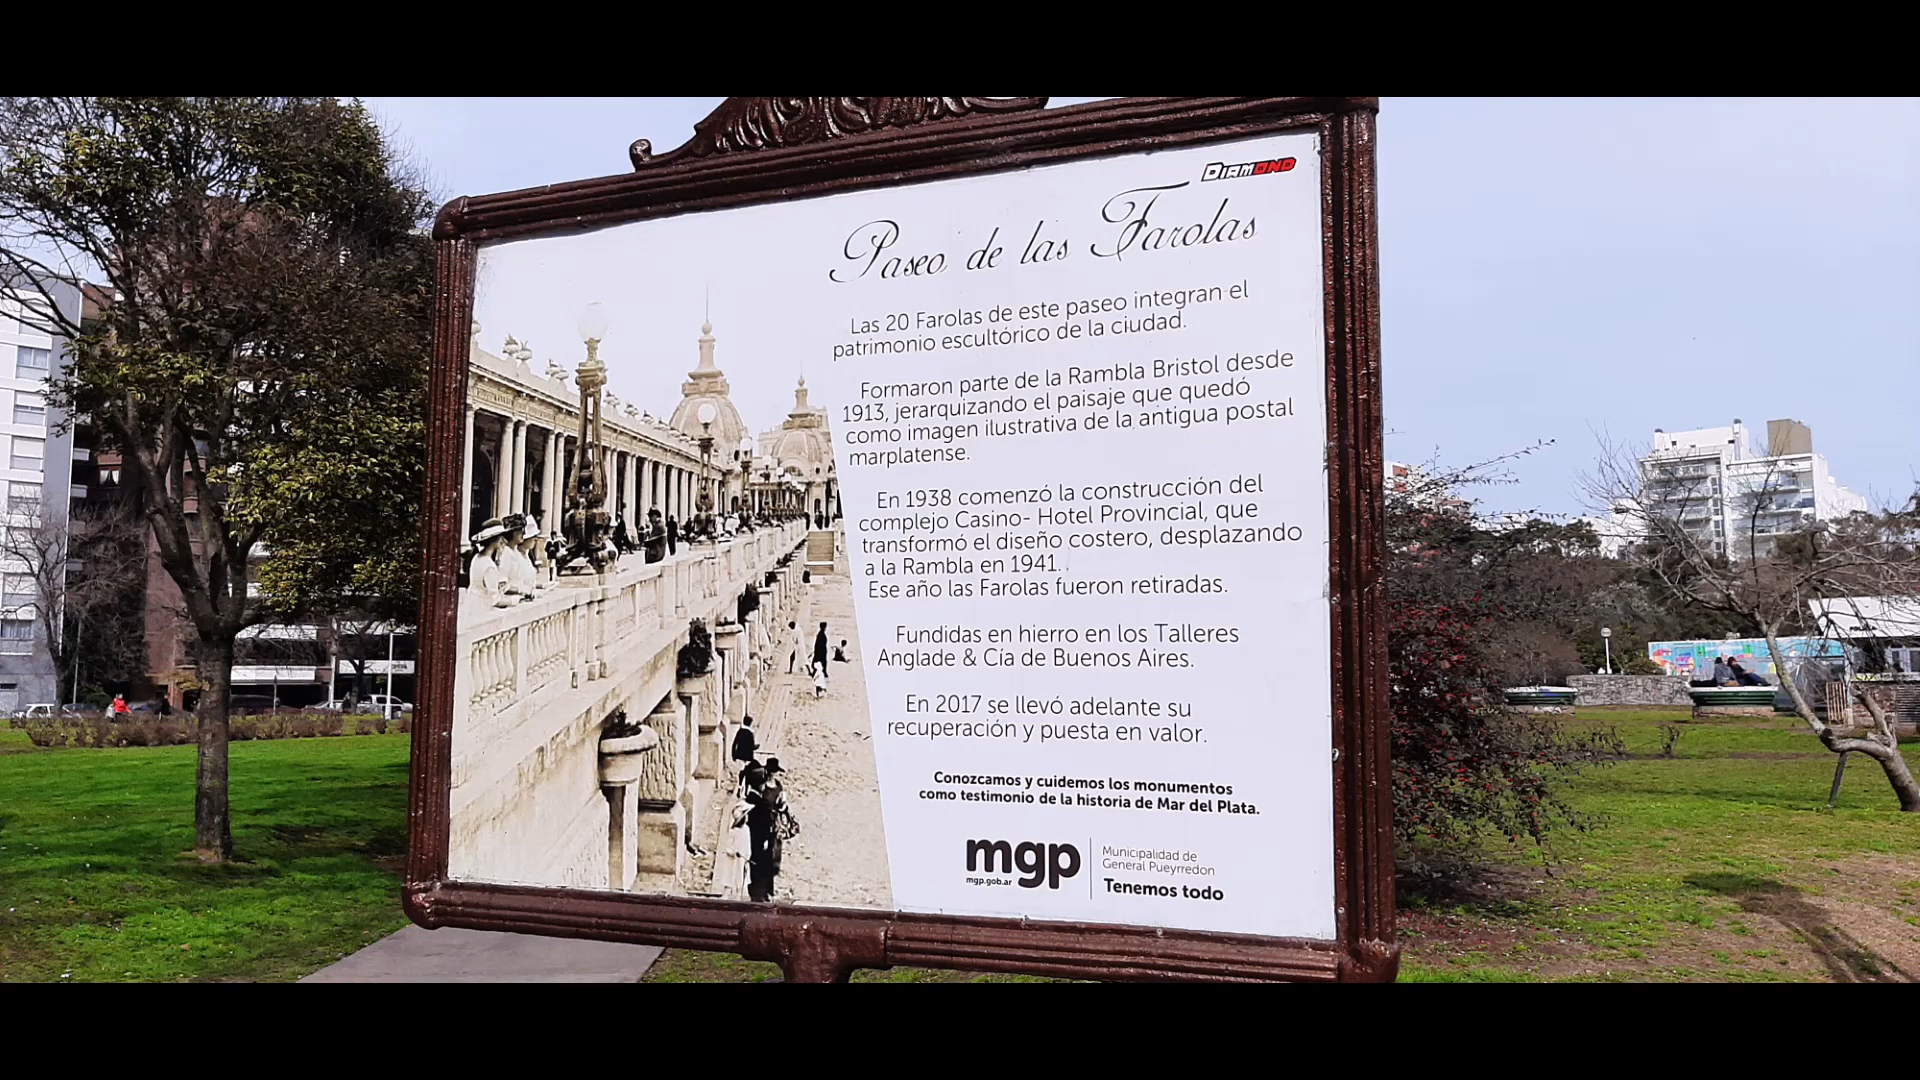 DIAMOND
Paseo de las Farolas
Las 20 Farolas de este paseo integran el
patrimonio escultórico de la ciudad.
Formaron parte de la Rambla Bristol desde
1913, jerarquizando el paisaje que quedó
como imagen ilustrativa de la antigua postal
marplatense.
En 1938 comenzó la construcción del
complejo Casino- Hotel Provincial, que
transformó el diseño costero, desplazando
a la Rambla en 1941.
Ese año las Farolas fueron retiradas.
Fundidas en hierro en los Talleres
Anglade & Cía de Buenos Aires.
En 2017 se llevó adelante su
recuperación y puesta en valor.
Conozcamos y cuidemos los monumentos
como testimonio de la historia de Mar del Plata.
mgp
mgp.gob.ar
Municipalidad de
General Pueyrredon
Tenemos todo